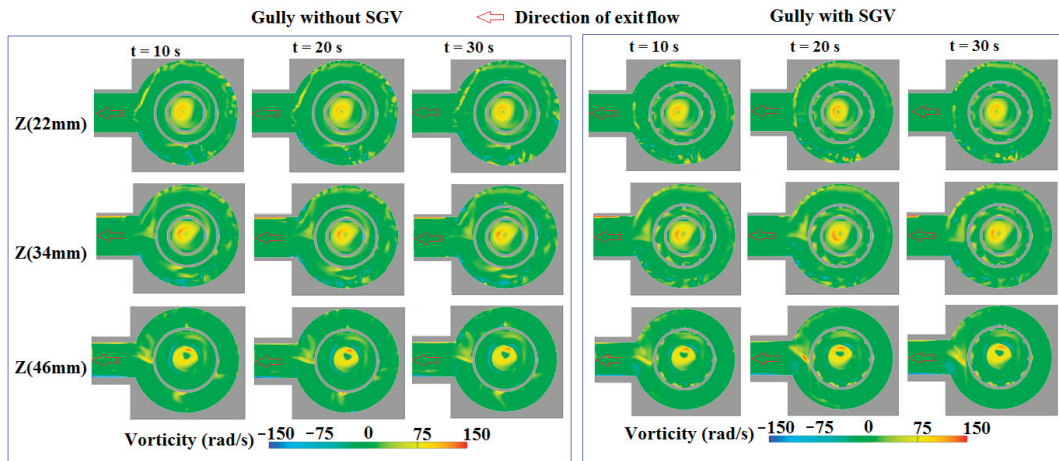 Gully without SGV Direction of exit flow Gully with SGV
t = 10 s t = 20 s t = 30 s t = 10 s t = 20 s t = 30 s
Z(22mm)
Z(34mm)
Z(46mm)
Vorticity (rad/s) −150 −75 0 75 150 Vorticity (rad/s) −150 −75 0 75 150